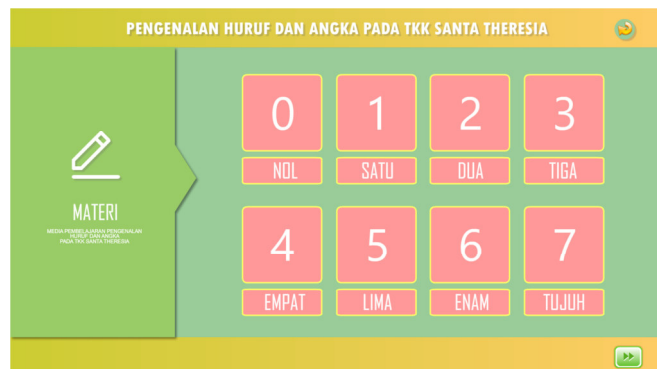 PENGENALAN HURUF DAN ANGKA PADA TKK SANTA THERESIA
0 1 2 3
NOL SATU DUA TIGA
MATERI
MEDIA PEMBELAJARAN PENGENALAN
HURUF DAN ANGKA
PADA TKK SANTA THERESIA
4 5 6 7
EMPAT LIMA ENAM TUJUH